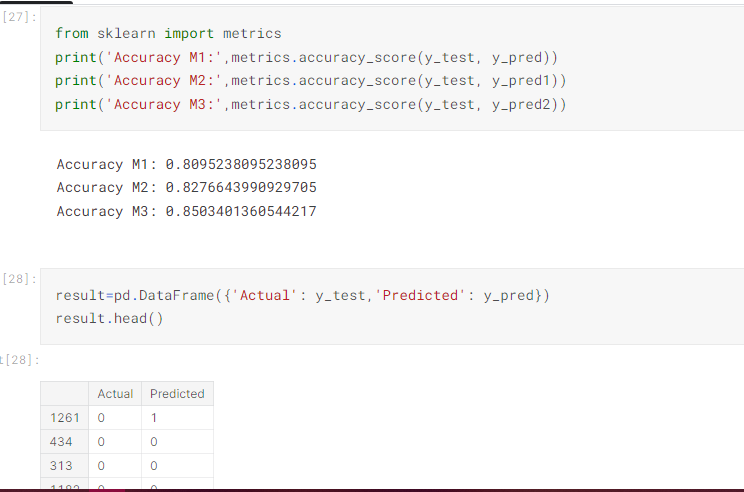 [27]:
from sklearn import metrics
print('Accuracy M1:',metrics.accuracy_score(y_test, y_pred))
print('Accuracy M2:',metrics.accuracy_score(y_test, y_pred1))
print('Accuracy M3:',metrics.accuracy_score(y_test, y_pred2))
Accuracy M1: 0.8095238095238095
Accuracy M2: 0.8276643990929705
Accuracy M3: 0.8503401360544217
[28]:
result=pd.DataFrame({'Actual': y_test,'Predicted': y_pred})
result.head()
t[28]:
Actual Predicted
1261 0 1
434 0 0
313 0 0